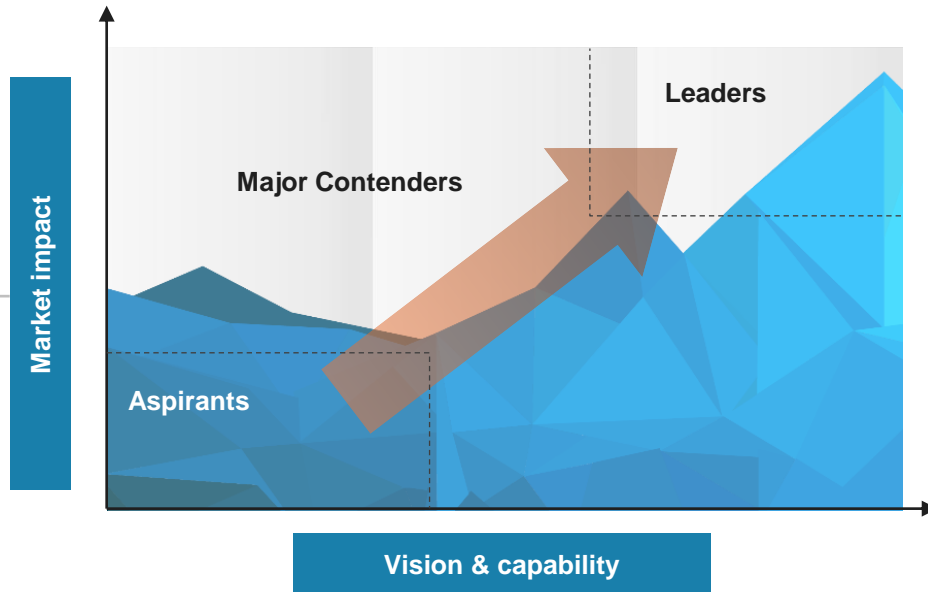 Leaders
Major Contenders
Market impact
Aspirants
Vision & capability